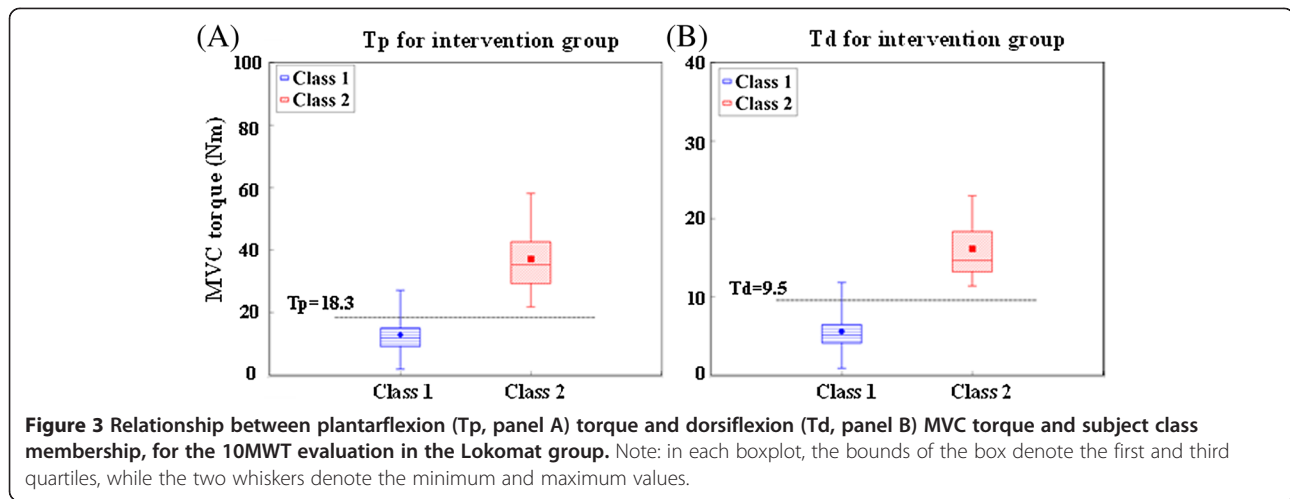 (A)
Tp for intervention group
Class 1
Class 2
MVC torque (Nm)
100
80
60
40
20
0
Tp=18.3
Class 1
Class 2
(B)
Td for intervention group
Class 1
Class 2
40
30
20
10
0
Td=9.5
Class 1
Class 2
Figure 3 Relationship between plantarflexion (Tp, panel A) torque and dorsiflexion (Td, panel B) MVC torque and subject class
membership, for the 10MWT evaluation in the Lokomat group. Note: in each boxplot, the bounds of the box denote the first and third
quartiles, while the two whiskers denote the minimum and maximum values.